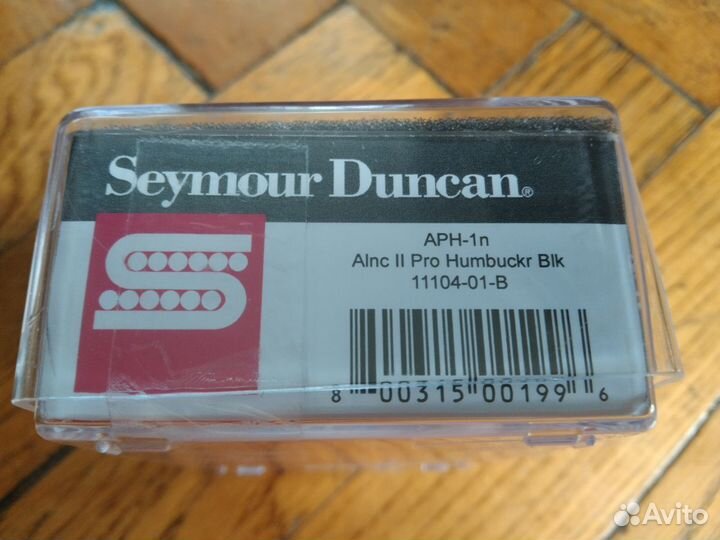 Seymour Duncan®
APH-1n
Alnc II Pro Humbuckr Blk
11104-01-B
8 00315 00199 6
Avito